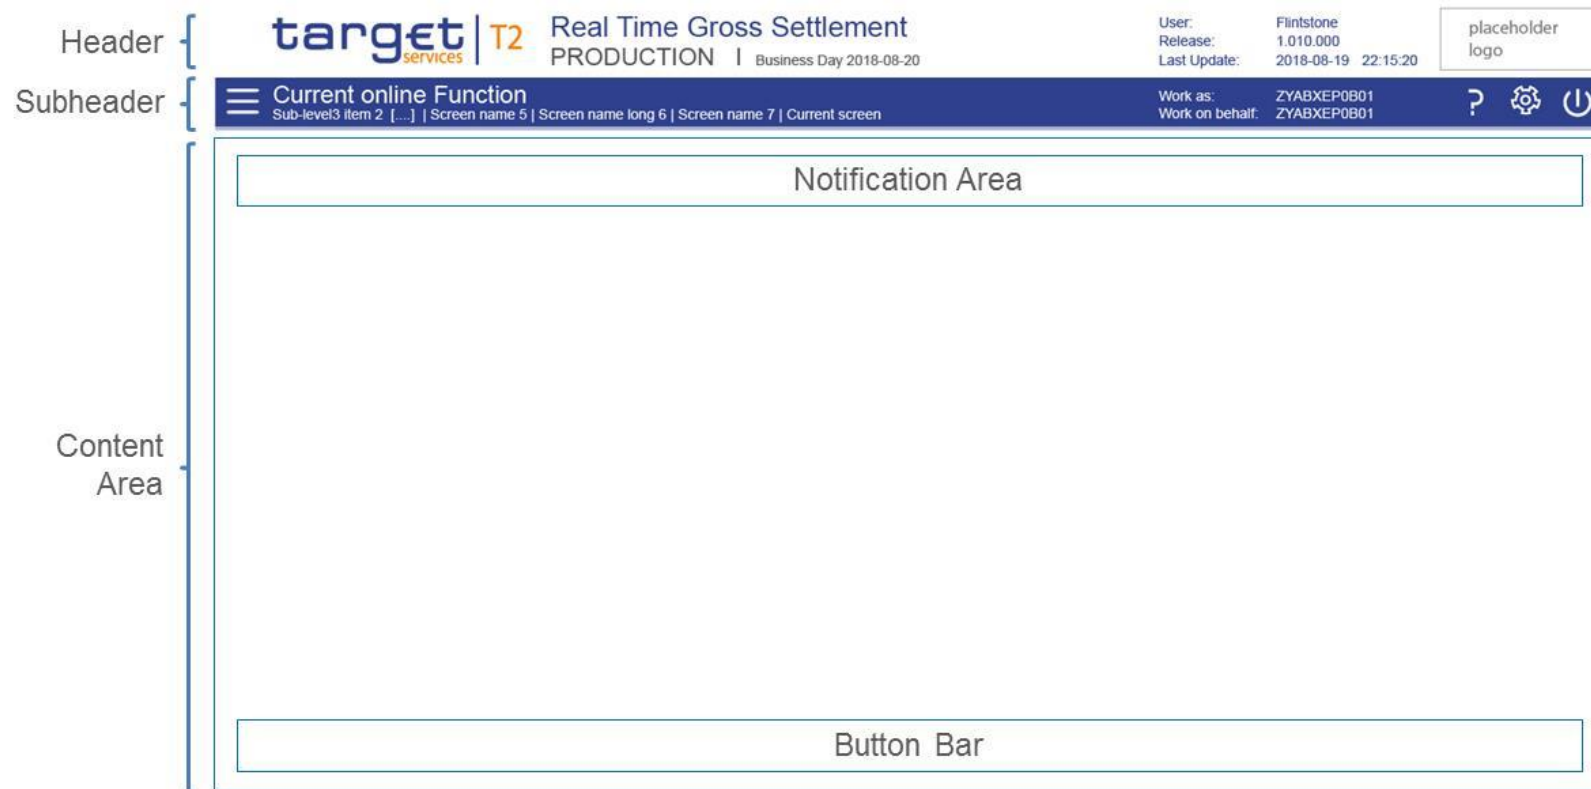 Header
target | T2
services
Real Time Gross Settlement
PRODUCTION | Business Day 2018-08-20
User: Flintstone
Release: 1.010.000
Last Update: 2018-08-19 22:15:20
placeholder
logo
Subheader
Current online Function
Sub-level3 item 2 [....] | Screen name 5 | Screen name long 6 | Screen name 7 | Current screen
Work as: ZYABXEP0B01
Work on behalf: ZYABXEP0B01
?
Notification Area
Content
Area
Button Bar